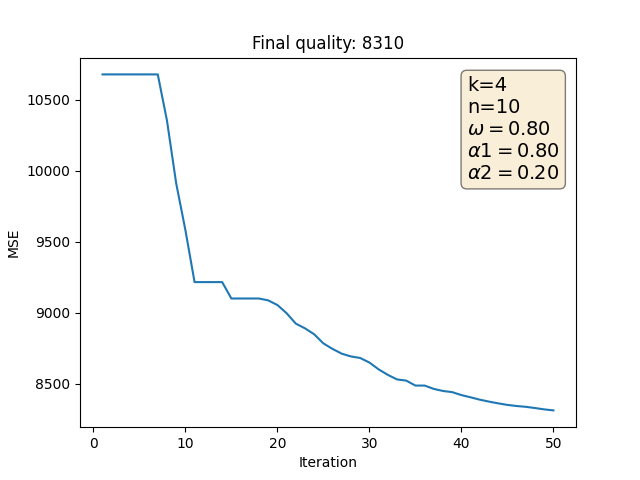 Final quality: 8310
k=4
n=10
ω = 0.80
α1 = 0.80
α2 = 0.20
MSE
10500
10000
9500
9000
8500
0 10 20 30 40 50
Iteration